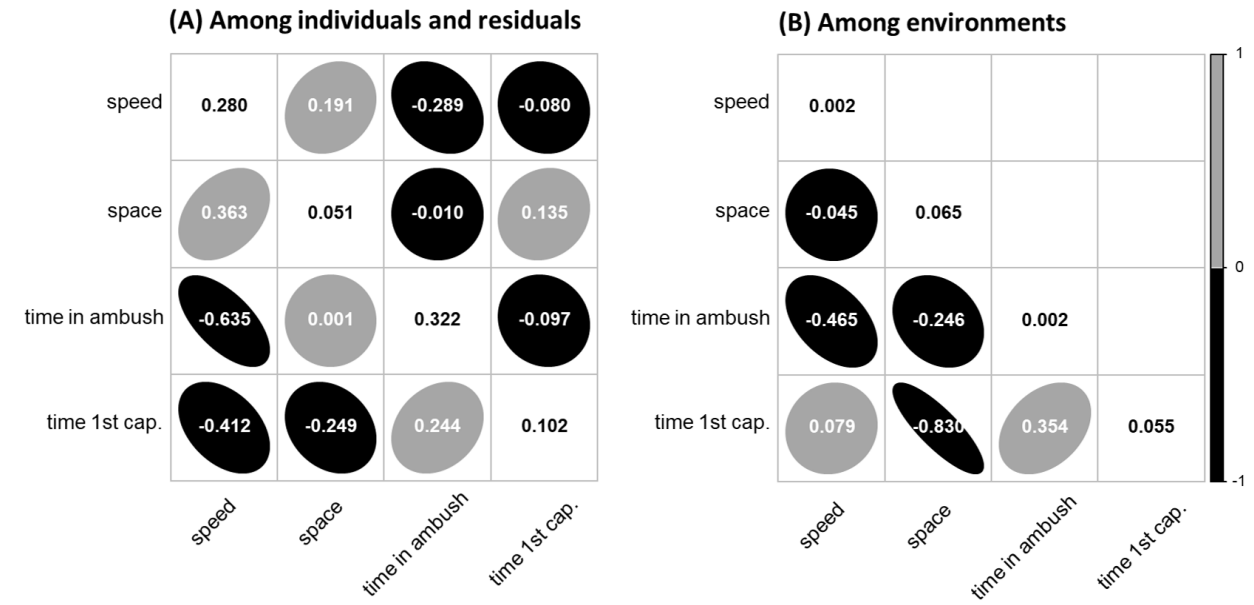 (A) Among individuals and residuals
speed 0.280 0.191 -0.289 -0.080
space 0.363 0.051 -0.010 0.135
time in ambush -0.635 0.001 0.322 -0.097
time 1st cap. -0.412 -0.249 0.244 0.102
speed space time in ambush time 1st cap.
(B) Among environments
speed 0.002
space -0.045 0.065
time in ambush -0.465 -0.246 0.002
time 1st cap. 0.079 -0.830 0.354 0.055
speed space time in ambush time 1st cap.
1
0
-1